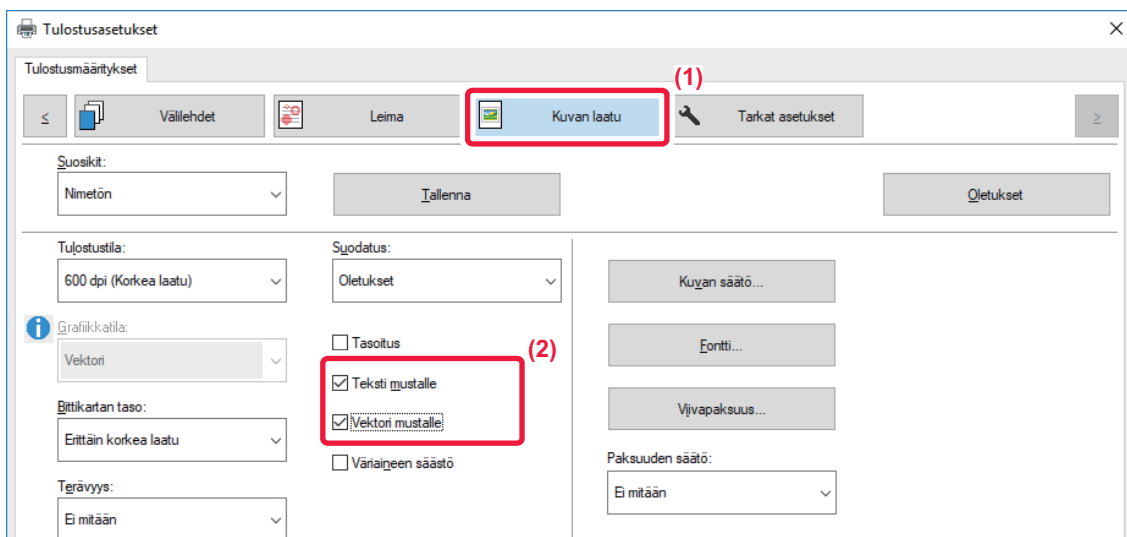 Tulostusasetukset
Tulostusmääritykset
(1)
≤ Välilehdet Leima Kuvan laatu Tarkat asetukset ≥
Suosikit:
Nimetön Tallenna Oletukset
Tulostustila: Suodatus:
600 dpi (Korkea laatu) Oletukset Kuvan säätö...
Grafiikkatila:
Vektori
Tasoitus (2) Fontti...
Teksti mustalle
Bittikartan taso: Vektori mustalle Viivapaksuus...
Erittäin korkea laatu
Väriaineen säästö Paksuuden säätö:
Terävyys:
Ei mitään Ei mitään